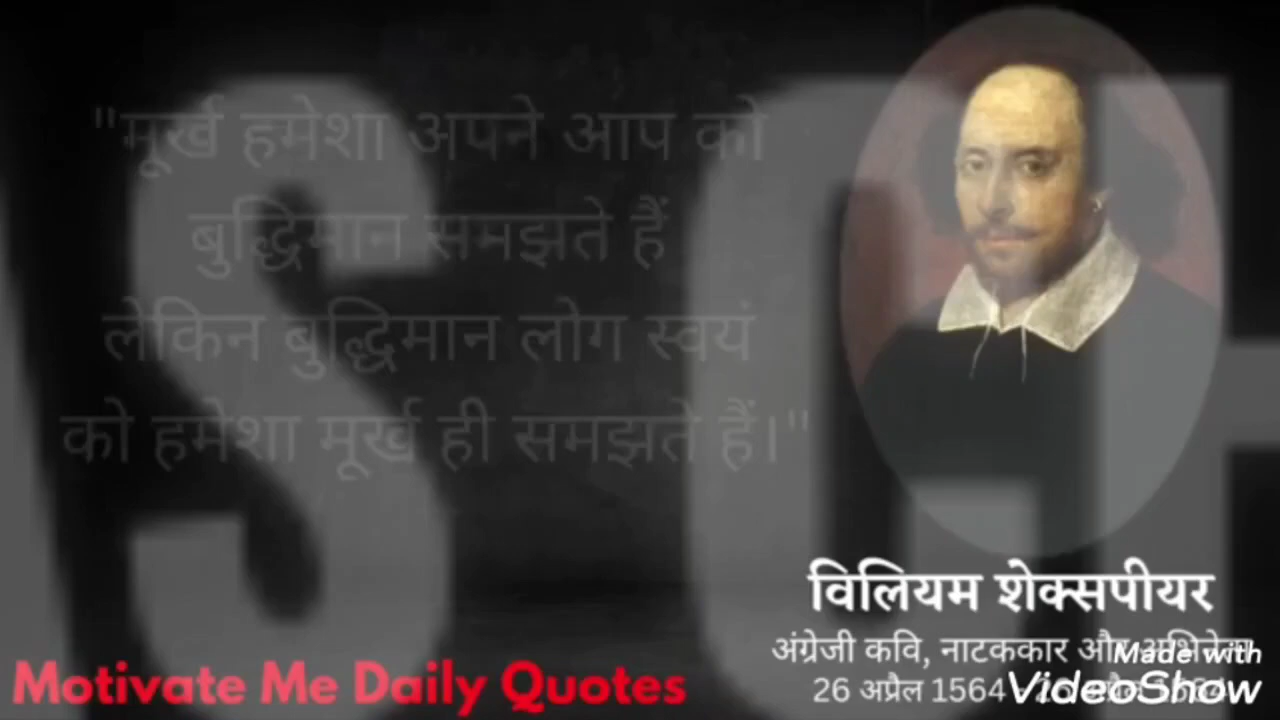 "मूर्ख हमेशा अपने आप को
बुद्धिमान समझते हैं
लेकिन बुद्धिमान लोग स्वयं
को हमेशा मूर्ख ही समझते हैं।"
विलियम शेक्सपीयर
अंग्रेजी कवि, नाटककार और
26 अप्रैल 1564
Made with
VideoShow
Motivate Me Daily Quotes